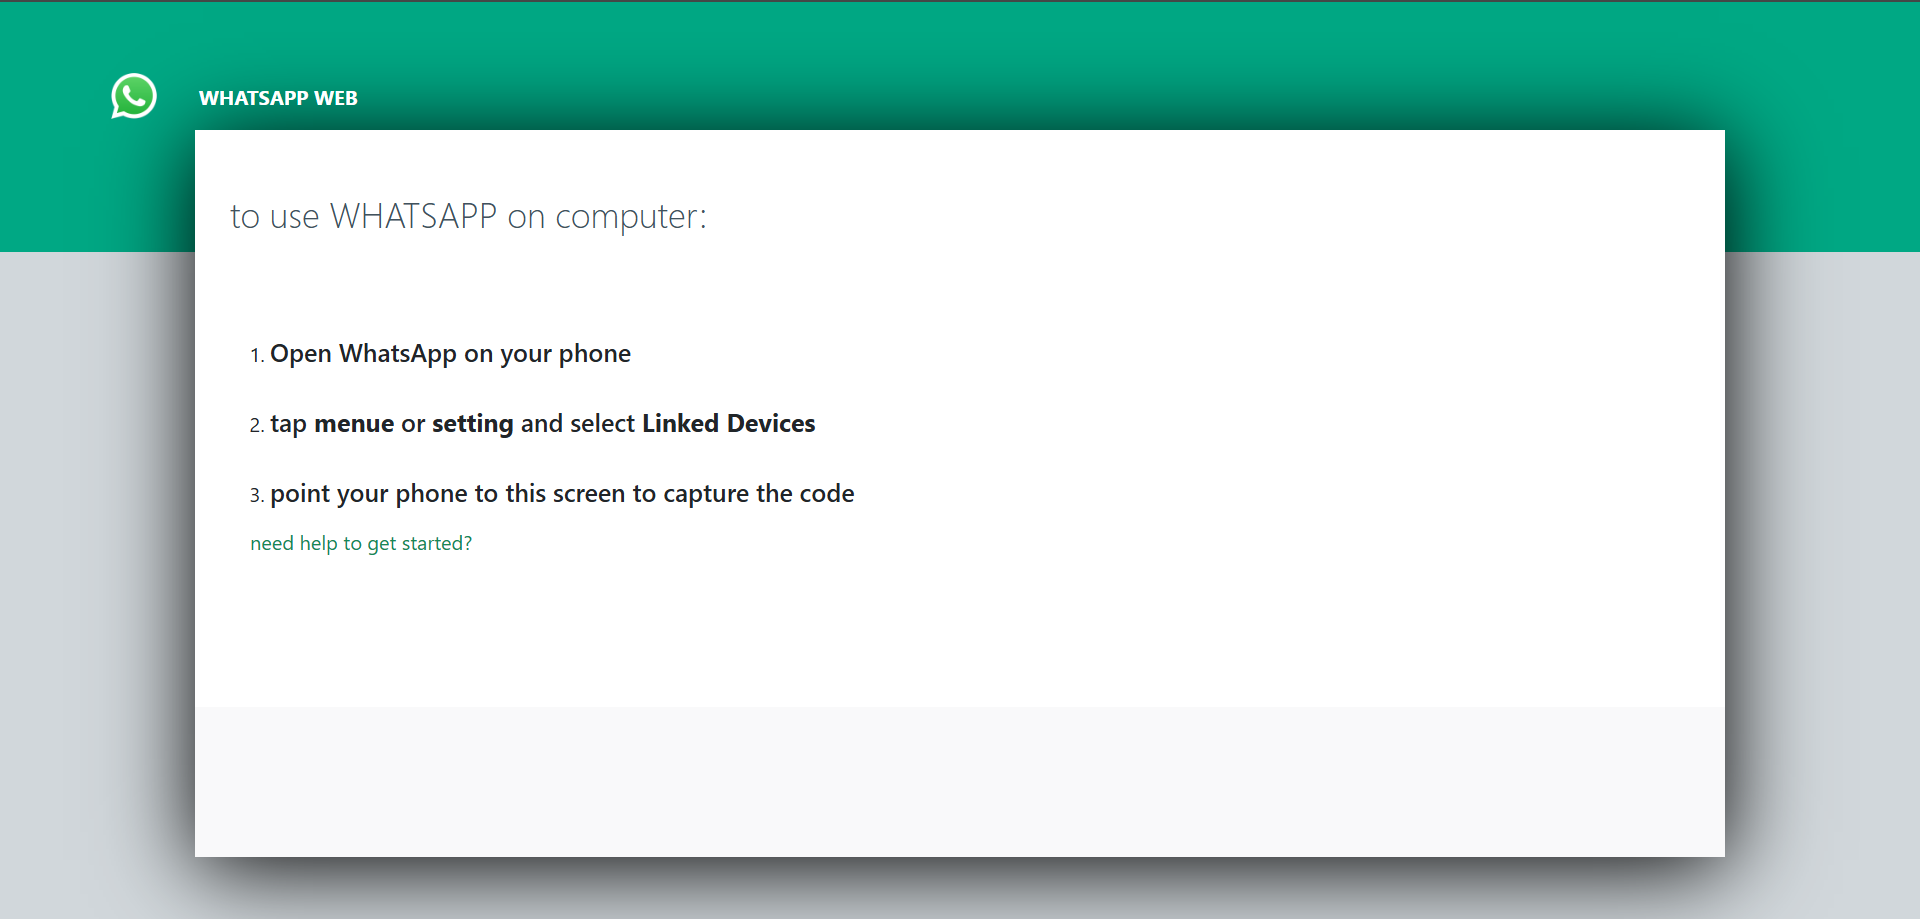 WHATSAPP WEB
to use WHATSAPP on computer:
1. Open WhatsApp on your phone
2. tap menue or setting and select Linked Devices
3. point your phone to this screen to capture the code
need help to get started?